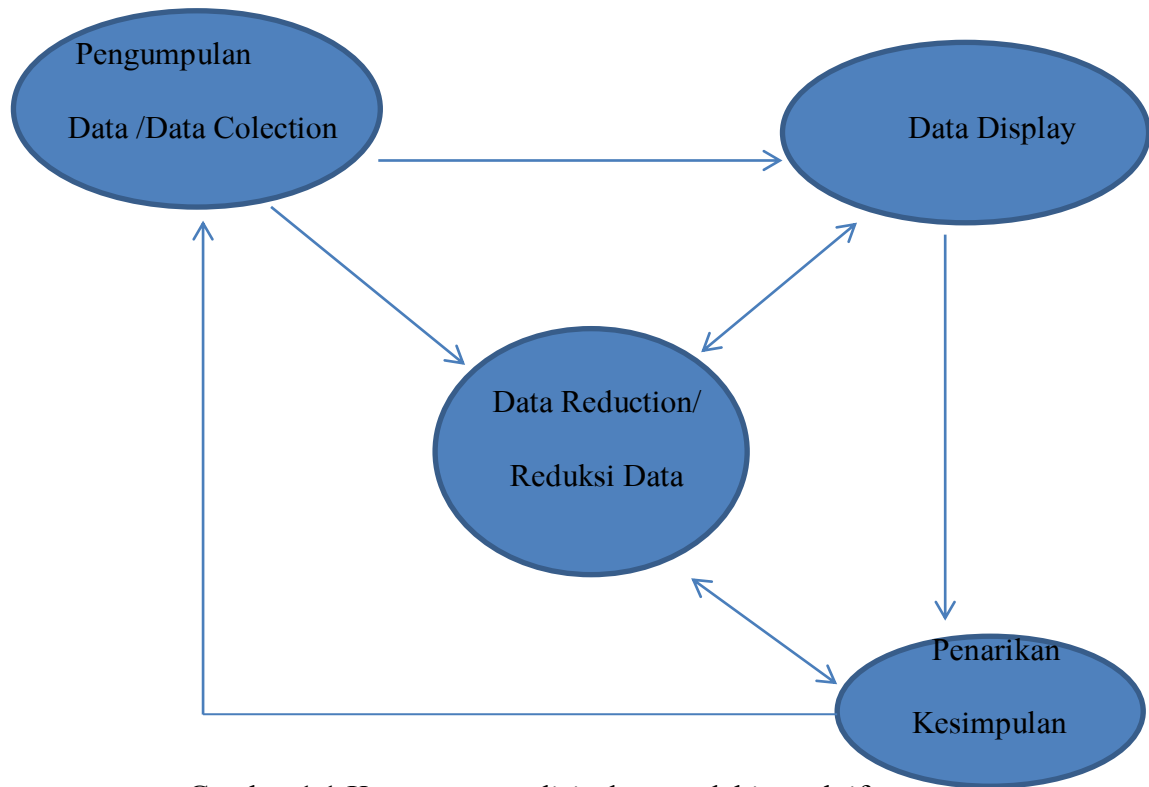 Pengumpulan
Data /Data Colection
Data Display
Data Reduction/
Reduksi Data
Penarikan
Kesimpulan